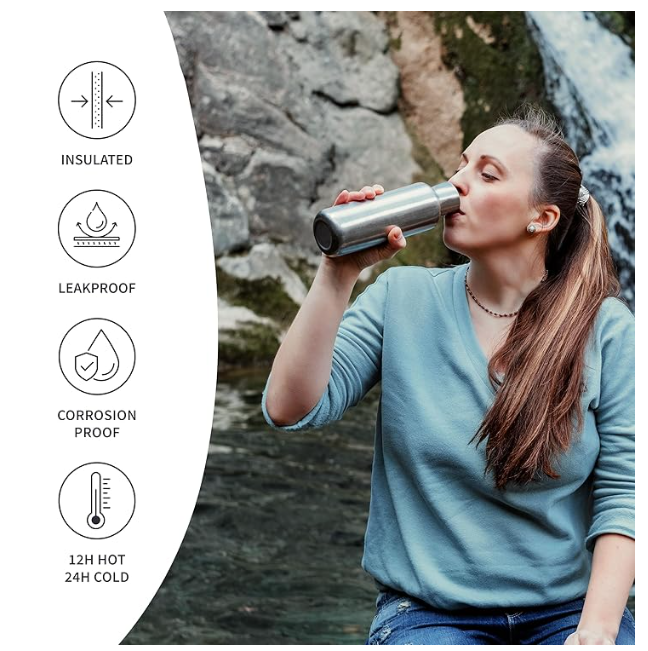 INSULATED
LEAKPROOF
CORROSION
PROOF
12H HOT
24H COLD